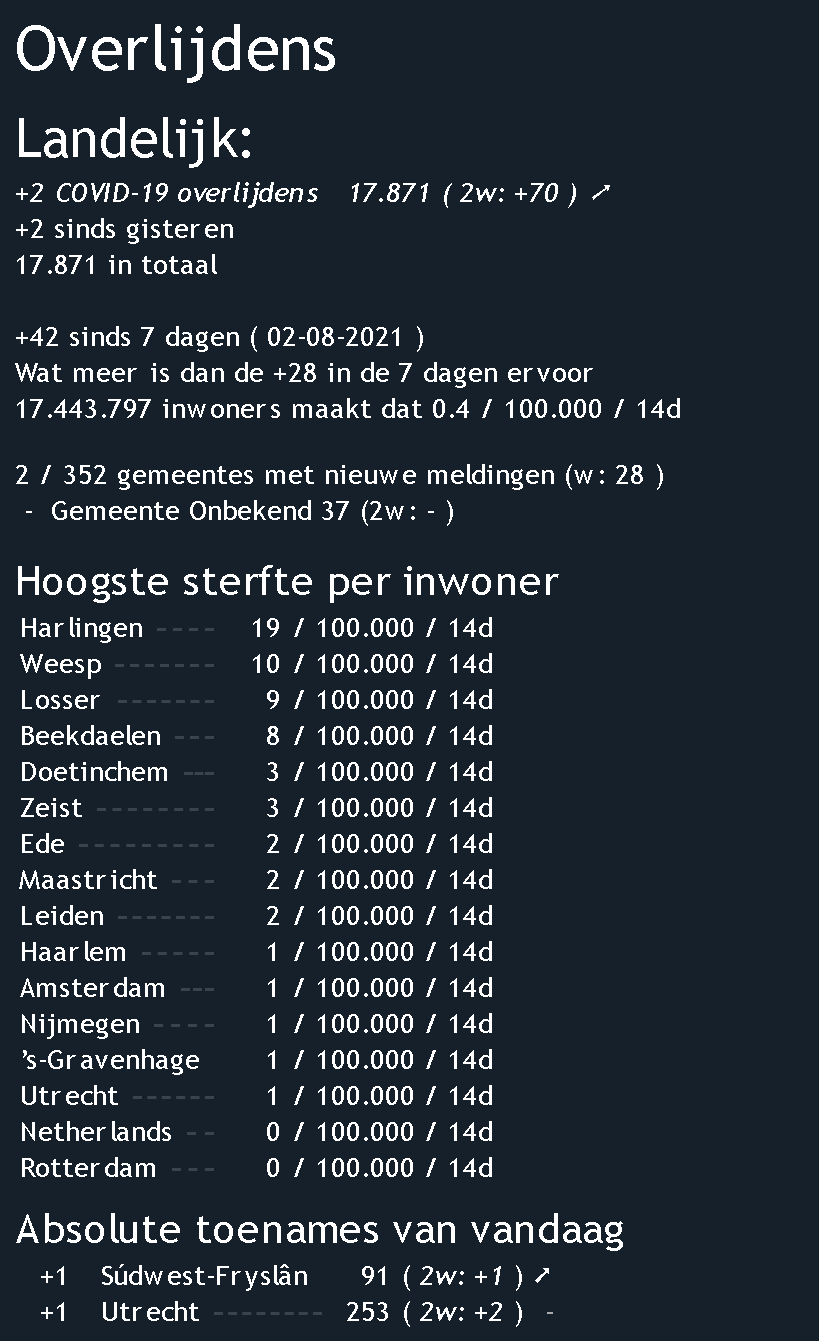 Overlijdens
Landelijk:
+2 COVID-19 overlijdens 17.871 ( 2w: +70 ) ➚
+2 sinds gisteren
17.871 in totaal
+42 sinds 7 dagen ( 02-08-2021 )
Wat meer is dan de +28 in de 7 dagen ervoor
17.443.797 inwoners maakt dat 0.4 / 100.000 / 14d
2 / 352 gemeentes met nieuwe meldingen (w: 28 )
- Gemeente Onbekend 37 (2w: - )
Hoogste sterfte per inwoner
Harlingen ---- 19 / 100.000 / 14d
Weesp ------- 10 / 100.000 / 14d
Losser ------- 9 / 100.000 / 14d
Beekdaelen --- 8 / 100.000 / 14d
Doetinchem --- 3 / 100.000 / 14d
Zeist -------- 3 / 100.000 / 14d
Ede --------- 2 / 100.000 / 14d
Maastricht --- 2 / 100.000 / 14d
Leiden ------- 2 / 100.000 / 14d
Haarlem ----- 1 / 100.000 / 14d
Amsterdam --- 1 / 100.000 / 14d
Nijmegen ---- 1 / 100.000 / 14d
’s-Gravenhage 1 / 100.000 / 14d
Utrecht ------ 1 / 100.000 / 14d
Netherlands -- 0 / 100.000 / 14d
Rotterdam --- 0 / 100.000 / 14d
Absolute toenames van vandaag
+1 Súdwest-Fryslân 91 ( 2w: +1 ) ➚
+1 Utrecht -------- 253 ( 2w: +2 ) -